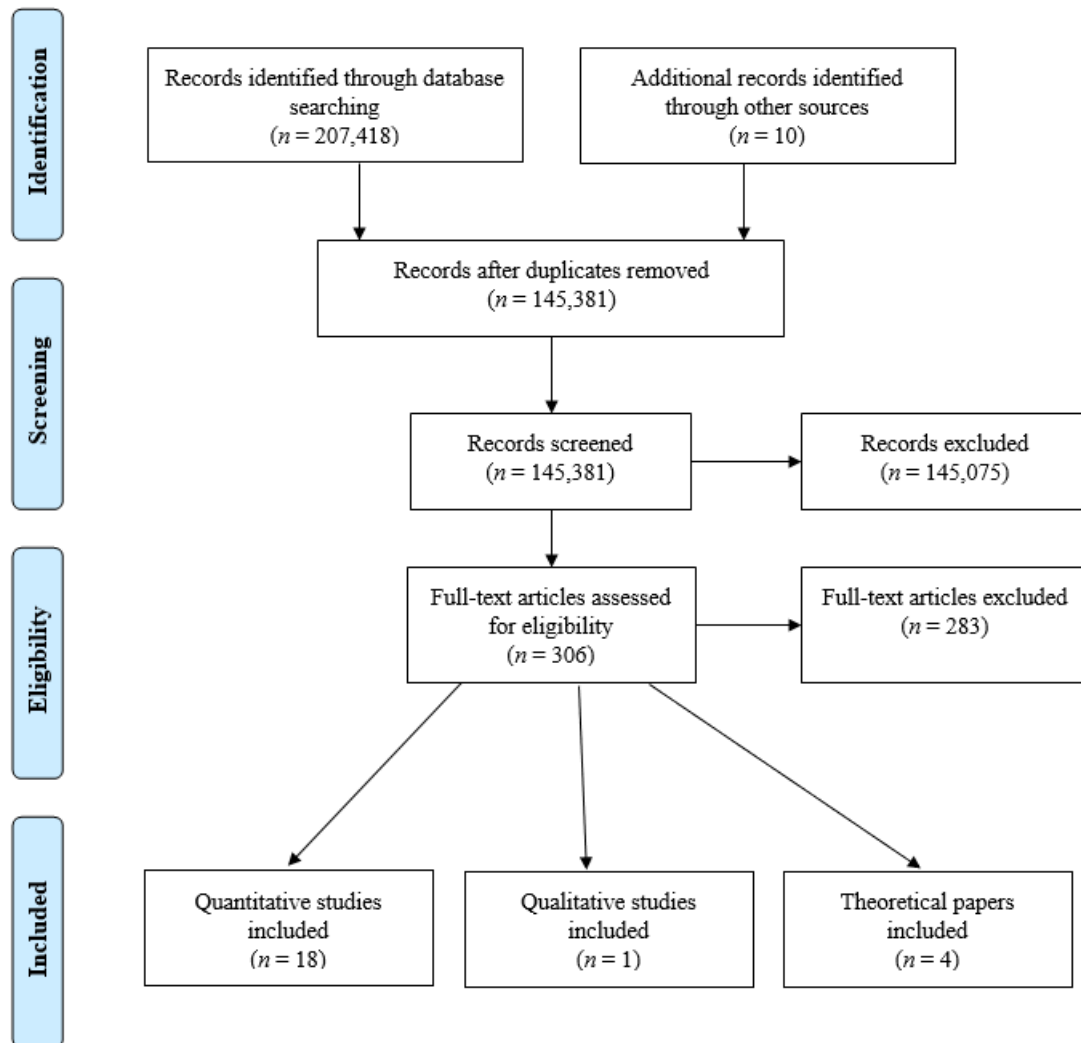 Identification
Records identified through database
searching
(n = 207,418)
Additional records identified
through other sources
(n = 10)
Records after duplicates removed
(n = 145,381)
Screening
Records screened
(n = 145,381)
Records excluded
(n = 145,075)
Eligibility
Full-text articles assessed
for eligibility
(n = 306)
Full-text articles excluded
(n = 283)
Included
Quantitative studies
included
(n = 18)
Qualitative studies
included
(n = 1)
Theoretical papers
included
(n = 4)